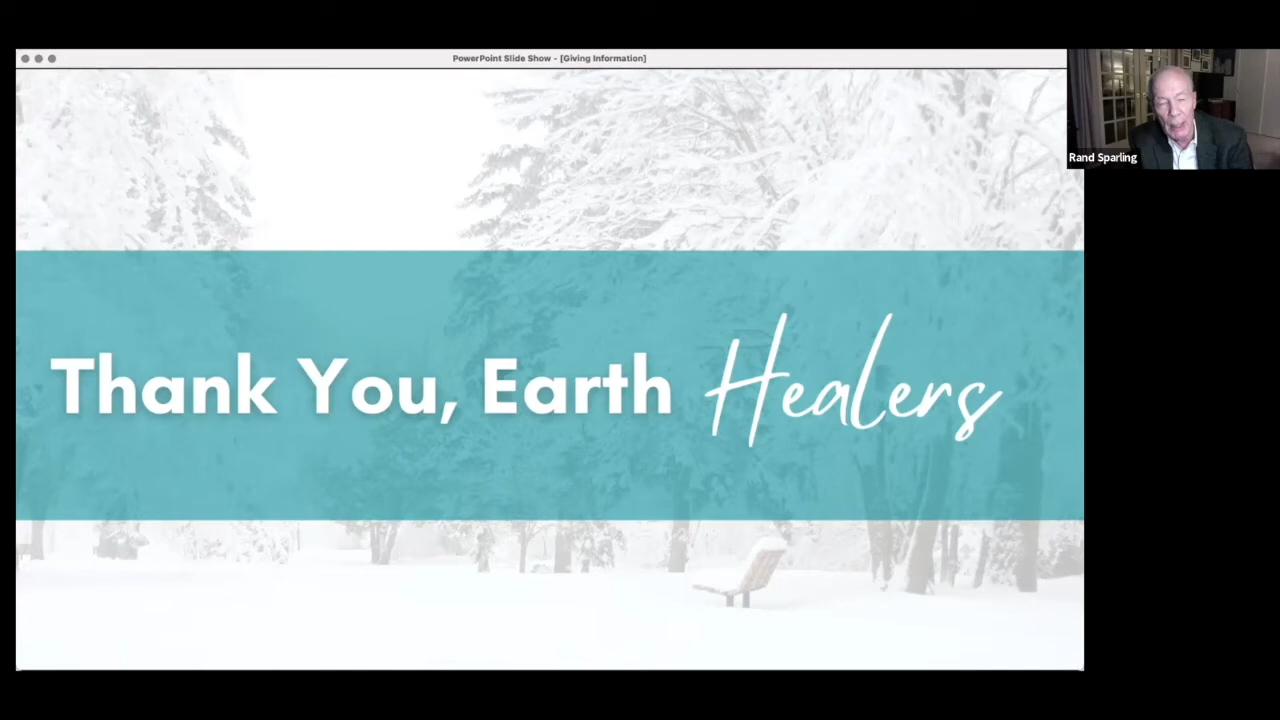 PowerPoint Slide Show - [Giving Information]
Rand Sparling
Thank You, Earth Healers